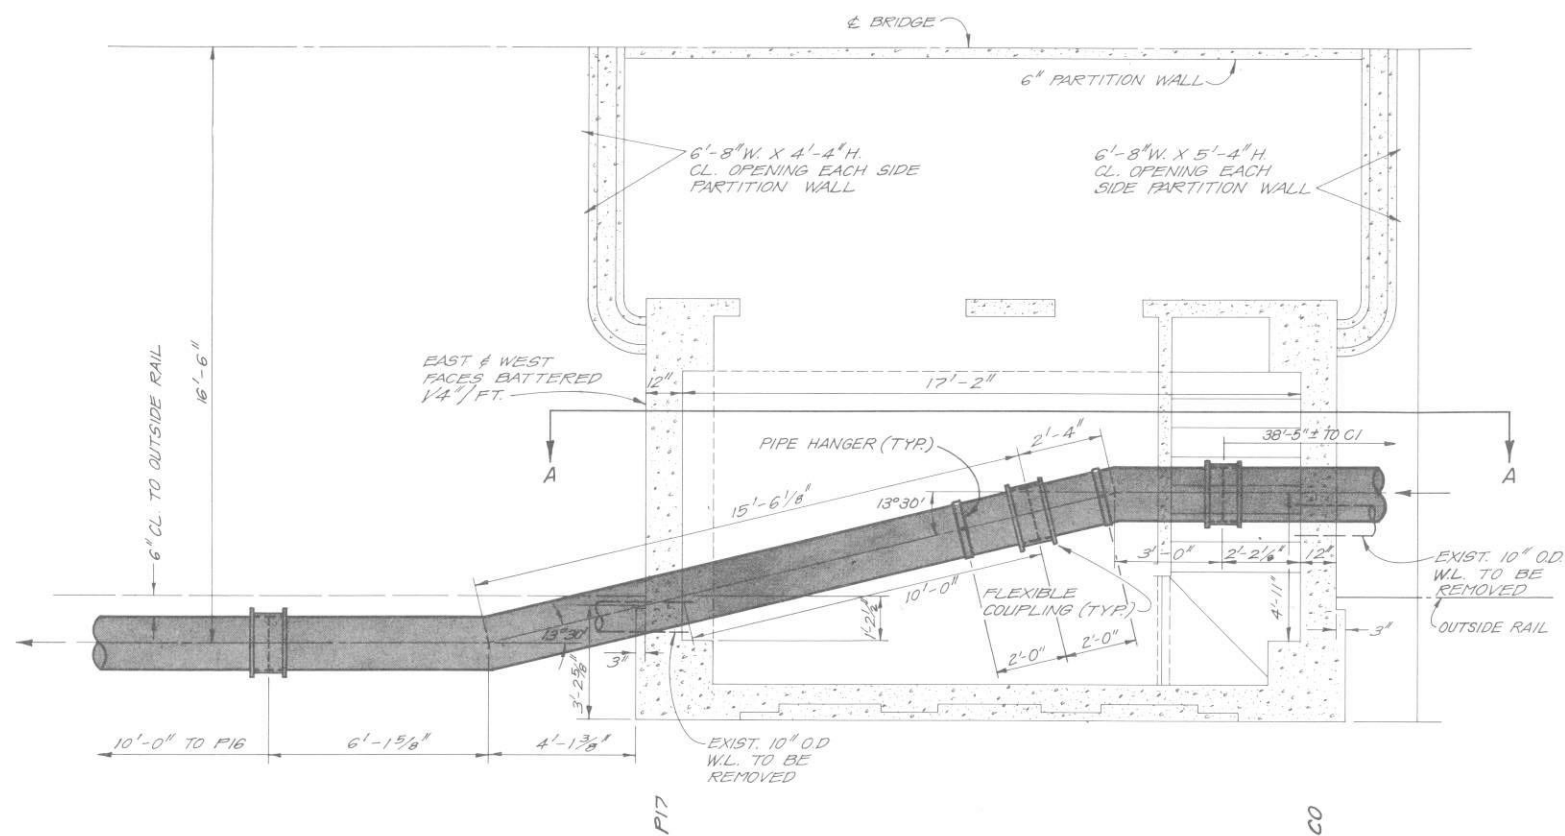 ℄ BRIDGE
6" PARTITION WALL
6'-8" W. X 4'-4" H.
CL. OPENING EACH SIDE
PARTITION WALL
6'-8" W. X 5'-4" H.
CL. OPENING EACH
SIDE PARTITION WALL
6" CL. TO OUTSIDE RAIL
16'-6"
EAST & WEST
FACES BATTERED
1/4"/FT.
12"
17'-2"
A
A
PIPE HANGER (TYP.)
2'-4"
38'-5" ± TO C1
15'-6 1/8"
13°30'
3'-0"
2'-2 1/8"
12"
EXIST. 10" O.D.
W.L. TO BE
REMOVED
10'-0"
FLEXIBLE
COUPLING (TYP.)
4'-11"
1'-2 1/2"
13°30'
3"
3"
OUTSIDE RAIL
2'-0"
2'-0"
3'-2 5/8"
10'-0" TO P16
6'-1 5/8"
4'-1 3/8"
EXIST. 10" O.D
W.L. TO BE
REMOVED
P17
CO